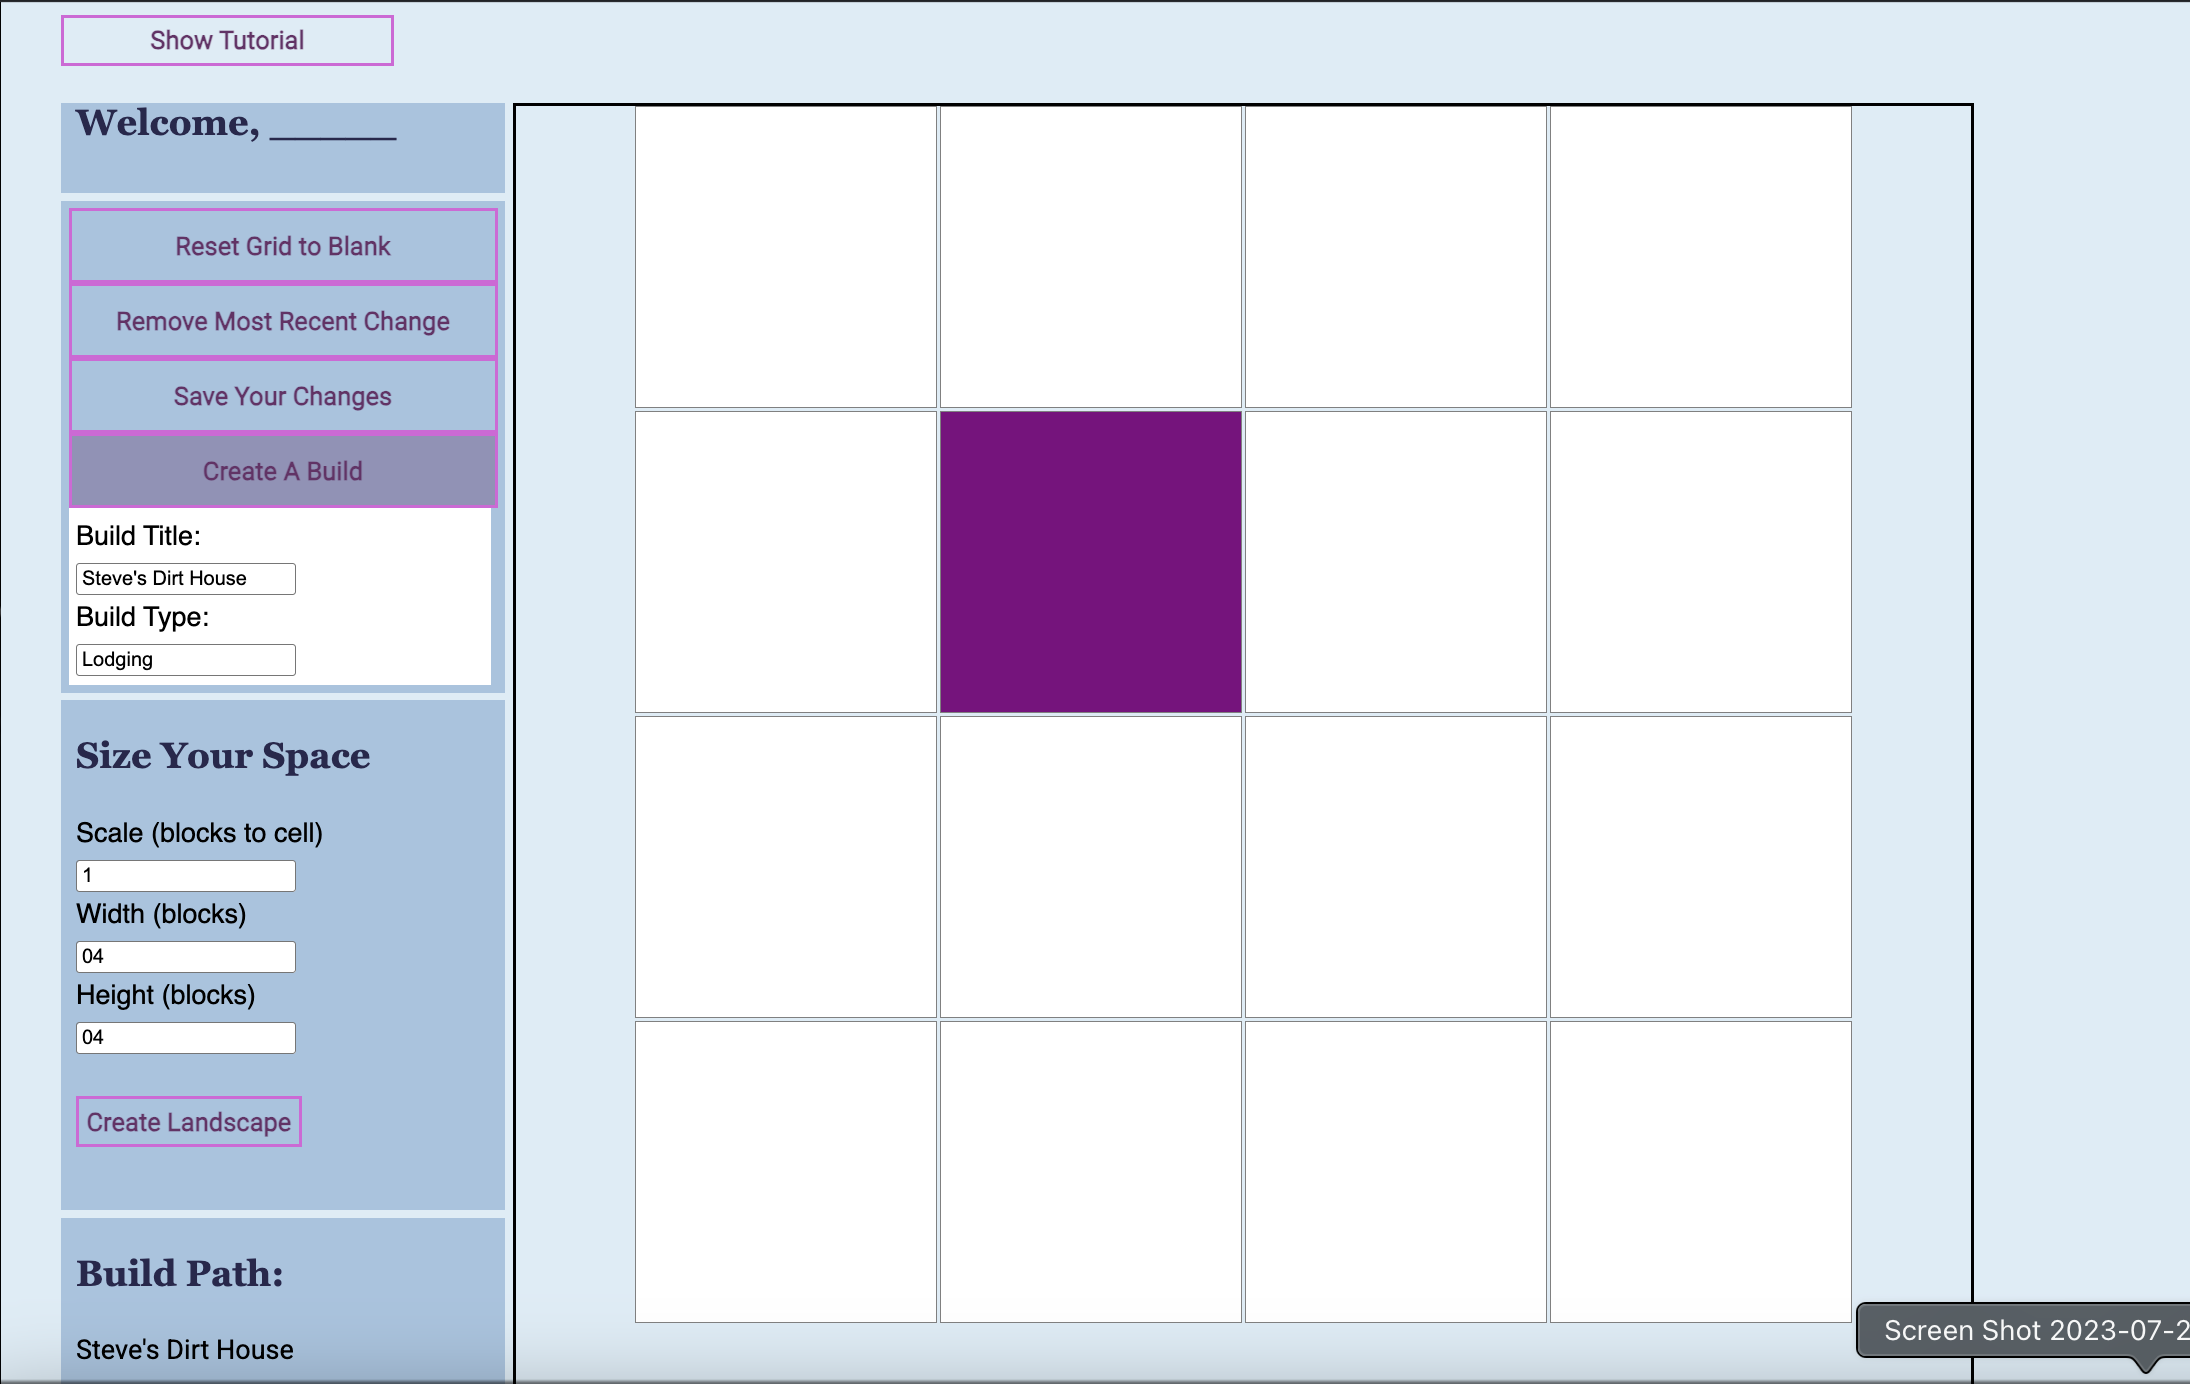 Show Tutorial
Welcome, ______
Reset Grid to Blank
Remove Most Recent Change
Save Your Changes
Create A Build
Build Title:
Steve's Dirt House
Build Type:
Lodging
Size Your Space
Scale (blocks to cell)
1
Width (blocks)
04
Height (blocks)
04
Create Landscape
Build Path:
Steve's Dirt House
Screen Shot 2023-07-2